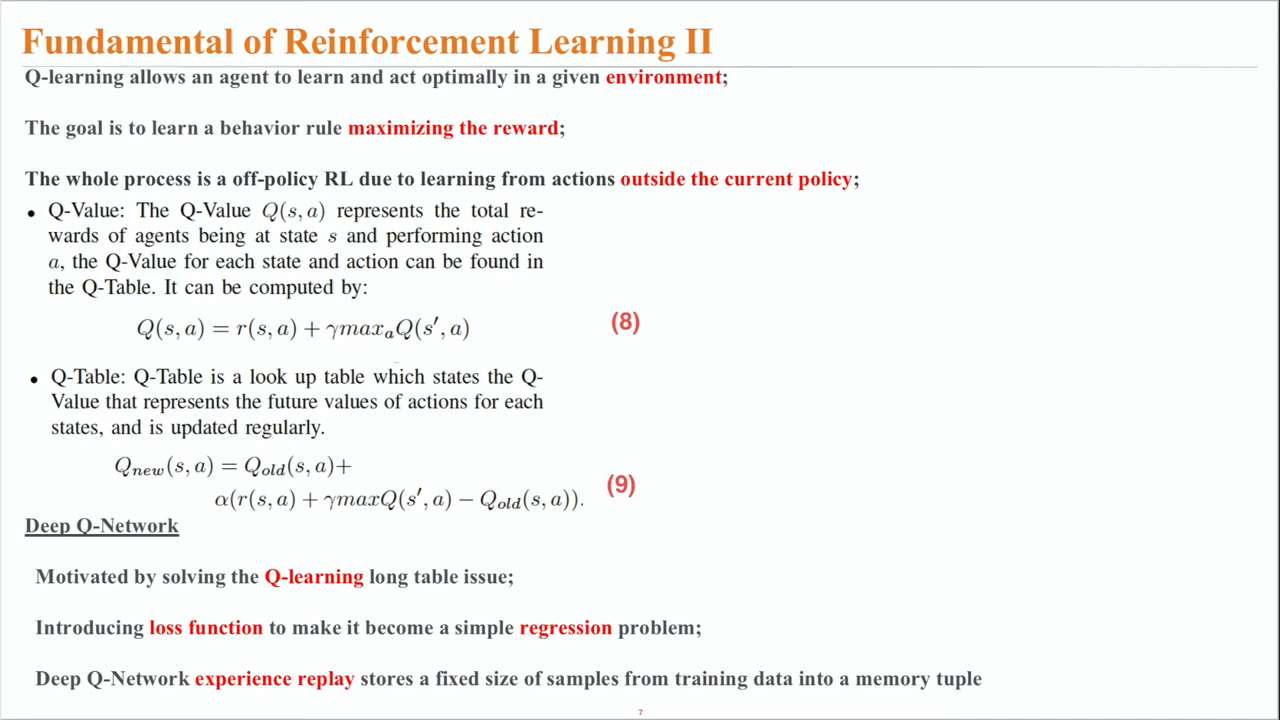 Fundamental of Reinforcement Learning II
Q-learning allows an agent to learn and act optimally in a given environment;
The goal is to learn a behavior rule maximizing the reward;
The whole process is a off-policy RL due to learning from actions outside the current policy;
• Q-Value: The Q-Value Q(s, a) represents the total re-
wards of agents being at state s and performing action
a, the Q-Value for each state and action can be found in
the Q-Table. It can be computed by:
Q(s, a) = r(s, a) + γmaxₐQ(s′, a) (8)
• Q-Table: Q-Table is a look up table which states the Q-
Value that represents the future values of actions for each
states, and is updated regularly.
Q_new(s, a) = Q_old(s, a)+
α(r(s, a) + γmaxQ(s′, a) − Q_old(s, a)). (9)
Deep Q-Network
Motivated by solving the Q-learning long table issue;
Introducing loss function to make it become a simple regression problem;
Deep Q-Network experience replay stores a fixed size of samples from training data into a memory tuple
7